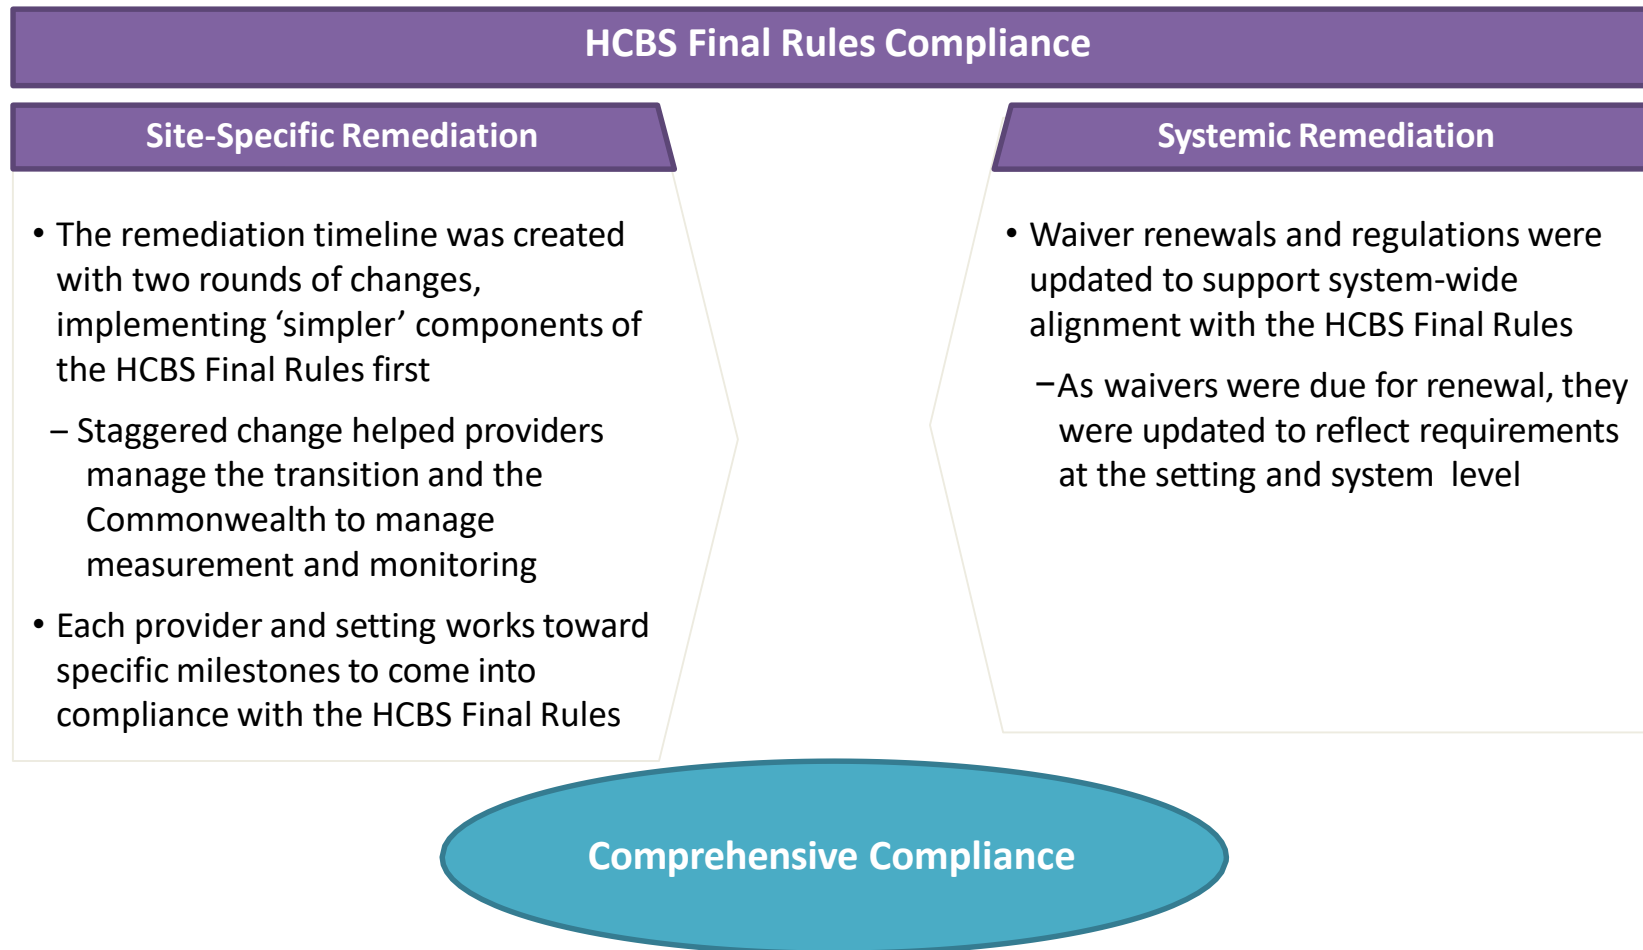 HCBS Final Rules Compliance
Site-Specific Remediation
• The remediation timeline was created
with two rounds of changes,
implementing ‘simpler’ components of
the HCBS Final Rules first
– Staggered change helped providers
manage the transition and the
Commonwealth to manage
measurement and monitoring
• Each provider and setting works toward
specific milestones to come into
compliance with the HCBS Final Rules
Systemic Remediation
• Waiver renewals and regulations were
updated to support system-wide
alignment with the HCBS Final Rules
–As waivers were due for renewal, they
were updated to reflect requirements
at the setting and system level
Comprehensive Compliance